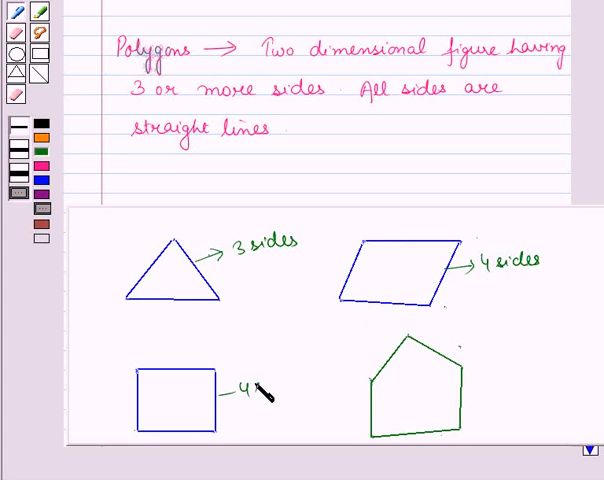 Polygons → Two dimensional figure having
3 or more sides. All sides are
straight lines
3 sides
4 sides
4